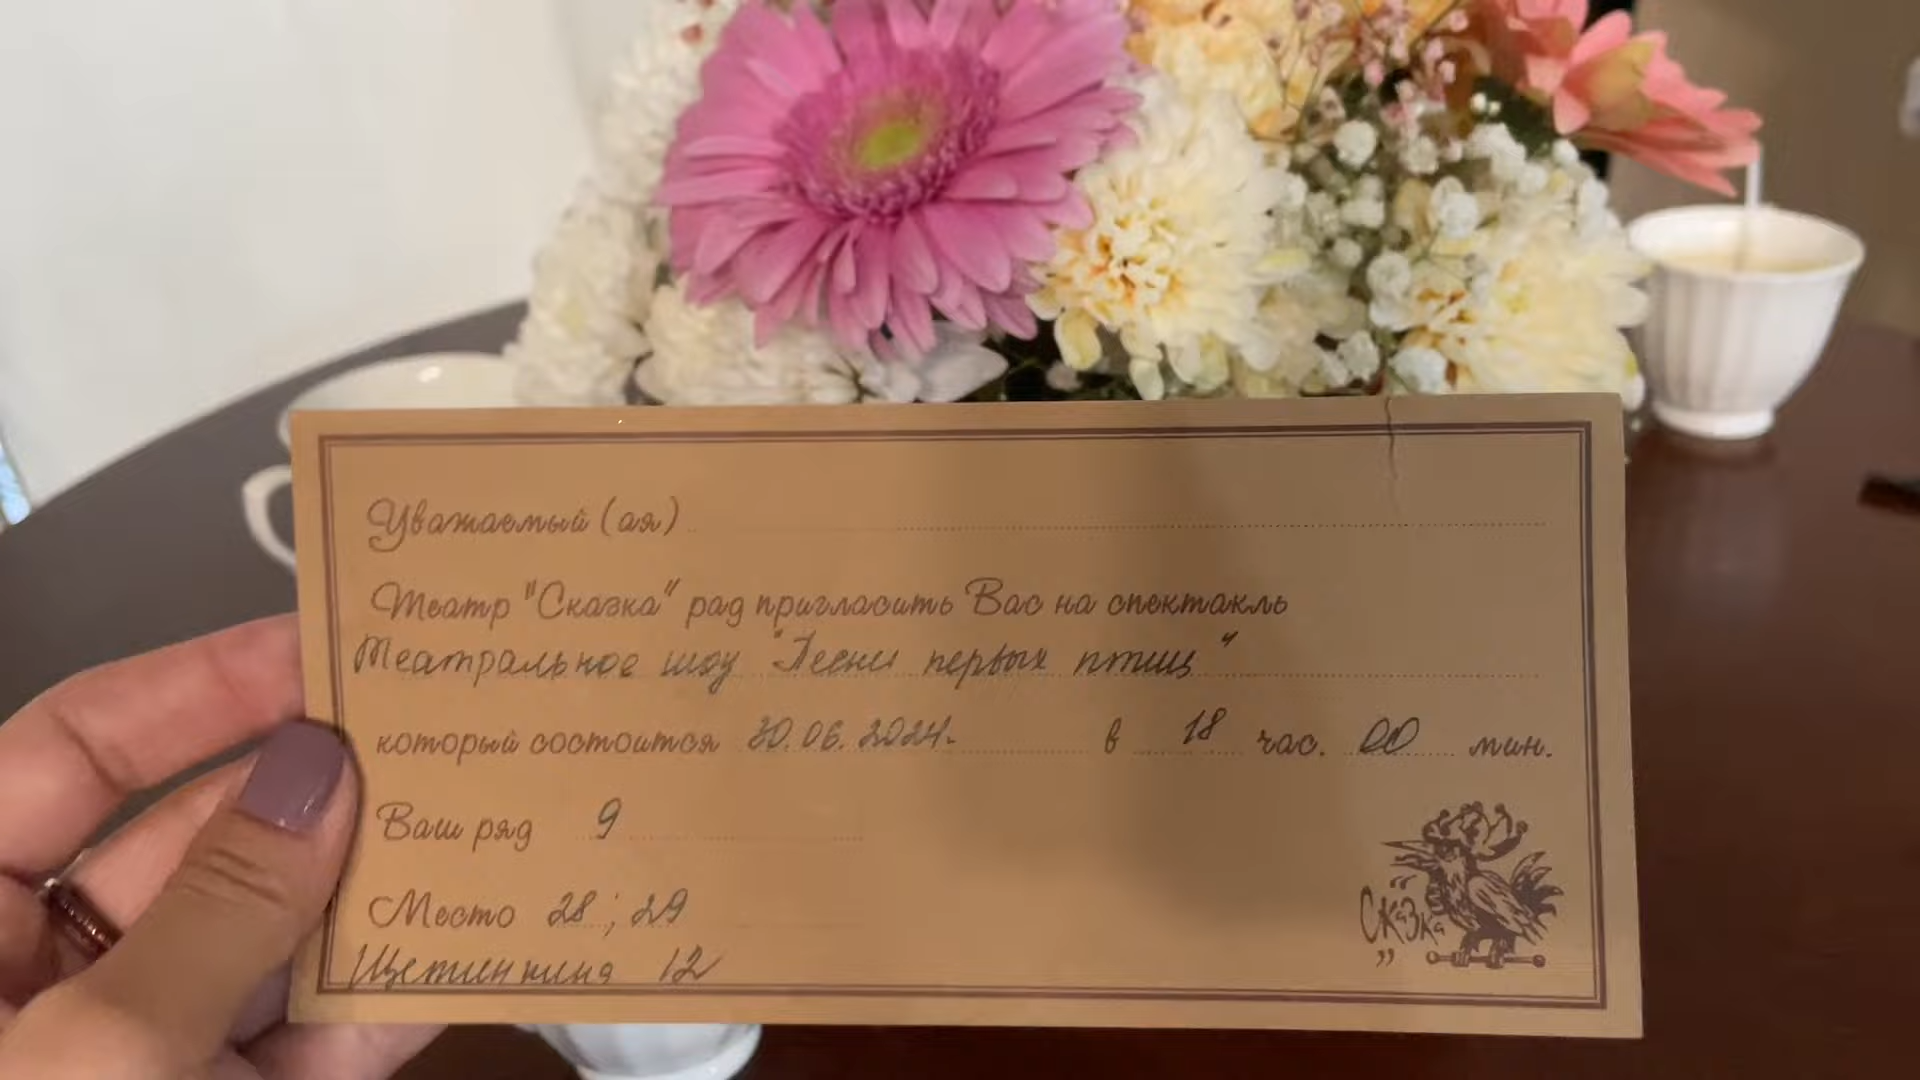 Уважаемый (ая)
Театр "Сказка" рад пригласить Вас на спектакль
Театральное шоу "Песни первых птиц"
который состоится 30.06.2024г. в 18 час. 00 мин.
Ваш ряд 9
Место 28 ; 29
Щетинкина 12
"Сказка"